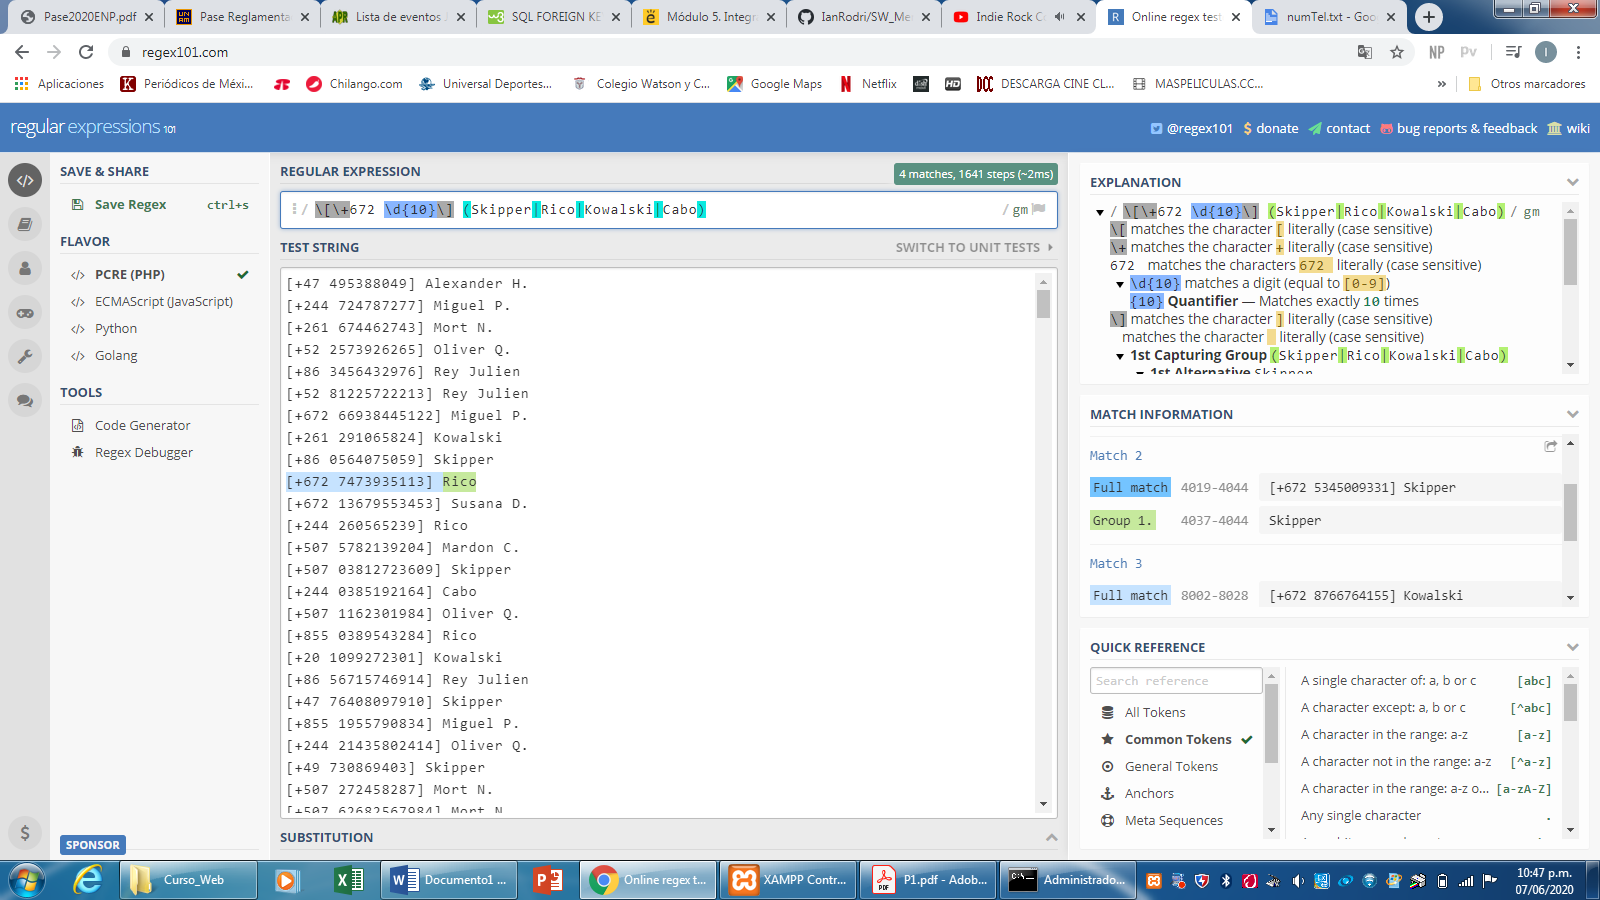 Pase2020ENP.pdf
Pase Reglamenta
Lista de eventos
SQL FOREIGN KE
Módulo 5. Integr
IanRodri/SW_Me
Indie Rock C
Online regex test
numTel.txt - Goo
regex101.com
Aplicaciones
Periódicos de Méxi...
Chilango.com
Universal Deportes...
Colegio Watson y C...
Google Maps
Netflix
HD
DESCARGA CINE CL...
MASPELICULAS.CC...
»
Otros marcadores
regular expressions 101
@regex101
donate
contact
bug reports & feedback
wiki
SAVE & SHARE
Save Regex ctrl+s
FLAVOR
PCRE (PHP)
ECMAScript (JavaScript)
Python
Golang
TOOLS
Code Generator
Regex Debugger
SPONSOR
REGULAR EXPRESSION
4 matches, 1641 steps (~2ms)
/ \[\+672 \d{10}\] (Skipper|Rico|Kowalski|Cabo) / gm
TEST STRING
SWITCH TO UNIT TESTS
[+47 495388049] Alexander H.
[+244 724787277] Miguel P.
[+261 674462743] Mort N.
[+52 2573926265] Oliver Q.
[+86 3456432976] Rey Julien
[+52 81225722213] Rey Julien
[+672 66938445122] Miguel P.
[+261 291065824] Kowalski
[+86 0564075059] Skipper
[+672 7473935113] Rico
[+672 13679553453] Susana D.
[+244 260565239] Rico
[+507 5782139204] Mardon C.
[+507 03812723609] Skipper
[+244 0385192164] Cabo
[+507 1162301984] Oliver Q.
[+855 0389543284] Rico
[+20 1099272301] Kowalski
[+86 56715746914] Rey Julien
[+47 76408097910] Skipper
[+855 1955790834] Miguel P.
[+244 21435802414] Oliver Q.
[+49 730869403] Skipper
[+507 272458287] Mort N.
[+507 62682567984] Mort N
SUBSTITUTION
EXPLANATION
/ \[\+672 \d{10}\] (Skipper|Rico|Kowalski|Cabo) / gm
\[ matches the character [ literally (case sensitive)
\+ matches the character + literally (case sensitive)
672 matches the characters 672 literally (case sensitive)
\d{10} matches a digit (equal to [0-9])
{10} Quantifier — Matches exactly 10 times
\] matches the character ] literally (case sensitive)
matches the character literally (case sensitive)
1st Capturing Group (Skipper|Rico|Kowalski|Cabo)
1st Alternative Skipper
MATCH INFORMATION
Match 2
Full match 4019-4044 [+672 5345009331] Skipper
Group 1. 4037-4044 Skipper
Match 3
Full match 8002-8028 [+672 8766764155] Kowalski
QUICK REFERENCE
Search reference
All Tokens
Common Tokens
General Tokens
Anchors
Meta Sequences
A single character of: a, b or c [abc]
A character except: a, b or c [^abc]
A character in the range: a-z [a-z]
A character not in the range: a-z [^a-z]
A character in the range: a-z o... [a-zA-Z]
Any single character .
Curso_Web
Documento1 ...
Online regex t...
XAMPP Contr...
P1.pdf - Adob...
Administrado...
10:47 p.m.
07/06/2020